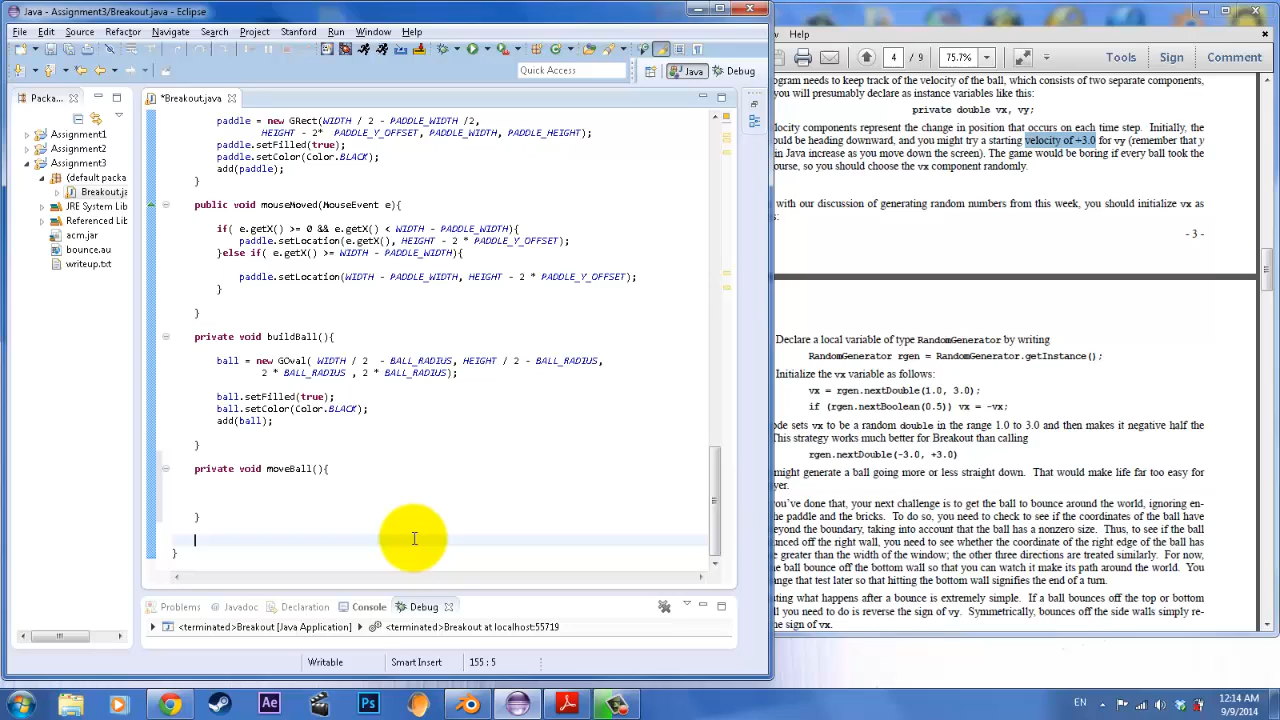 Java - Assignment3/Breakout.java - Eclipse
File Edit Source Refactor Navigate Search Project Stanford Run Window Help
Quick Access
Java
Debug
Packa
*Breakout.java
Assignment1
Assignment2
Assignment3
(default packa
Breakout.ja
JRE System Lib
Referenced Lib
acm.jar
bounce.au
writeup.txt
paddle = new GRect(WIDTH / 2 - PADDLE_WIDTH /2,
HEIGHT - 2* PADDLE_Y_OFFSET, PADDLE_WIDTH, PADDLE_HEIGHT);
paddle.setFilled(true);
paddle.setColor(Color.BLACK);
add(paddle);
}
public void mouseMoved(MouseEvent e){
if( e.getX() >= 0 && e.getX() < WIDTH - PADDLE_WIDTH){
paddle.setLocation(e.getX(), HEIGHT - 2 * PADDLE_Y_OFFSET);
}else if( e.getX() >= WIDTH - PADDLE_WIDTH){
paddle.setLocation(WIDTH - PADDLE_WIDTH, HEIGHT - 2 * PADDLE_Y_OFFSET);
}
}
private void buildBall(){
ball = new GOval( WIDTH / 2 - BALL_RADIUS, HEIGHT / 2 - BALL_RADIUS,
2 * BALL_RADIUS , 2 * BALL_RADIUS);
ball.setFilled(true);
ball.setColor(Color.BLACK);
add(ball);
}
private void moveBall(){
}
}
Problems @ Javadoc Declaration Console Debug
<terminated>Breakout [Java Application]
<terminated>Breakout at localhost:55719
Writable Smart Insert 155 : 5
w Help
4 / 9 75.7% Tools Sign Comment
ogram needs to keep track of the velocity of the ball, which consists of two separate components,
you will presumably declare as instance variables like this:
private double vx, vy;
locity components represent the change in position that occurs on each time step. Initially, the
ould be heading downward, and you might try a starting velocity of +3.0 for vy (remember that y
in Java increase as you move down the screen). The game would be boring if every ball took the
ourse, so you should choose the vx component randomly.
with our discussion of generating random numbers from this week, you should initialize vx as
s:
- 3 -
Declare a local variable of type RandomGenerator by writing
RandomGenerator rgen = RandomGenerator.getInstance();
Initialize the vx variable as follows:
vx = rgen.nextDouble(1.0, 3.0);
if (rgen.nextBoolean(0.5)) vx = -vx;
ode sets vx to be a random double in the range 1.0 to 3.0 and then makes it negative half the
This strategy works much better for Breakout than calling
rgen.nextDouble(-3.0, +3.0)
might generate a ball going more or less straight down. That would make life far too easy for
yer.
ou've done that, your next challenge is to get the ball to bounce around the world, ignoring en-
the paddle and the bricks. To do so, you need to check to see if the coordinates of the ball have
eyond the boundary, taking into account that the ball has a nonzero size. Thus, to see if the ball
unced off the right wall, you need to see whether the coordinate of the right edge of the ball has
e greater than the width of the window; the other three directions are treated similarly. For now,
the ball bounce off the bottom wall so that you can watch it make its path around the world. You
ange that test later so that hitting the bottom wall signifies the end of a turn.
uting what happens after a bounce is extremely simple. If a ball bounces off the top or bottom
ll you need to do is reverse the sign of vy. Symmetrically, bounces off the side walls simply re-
he sign of vx.
Ae
Ps
EN
12:14 AM
9/9/2014